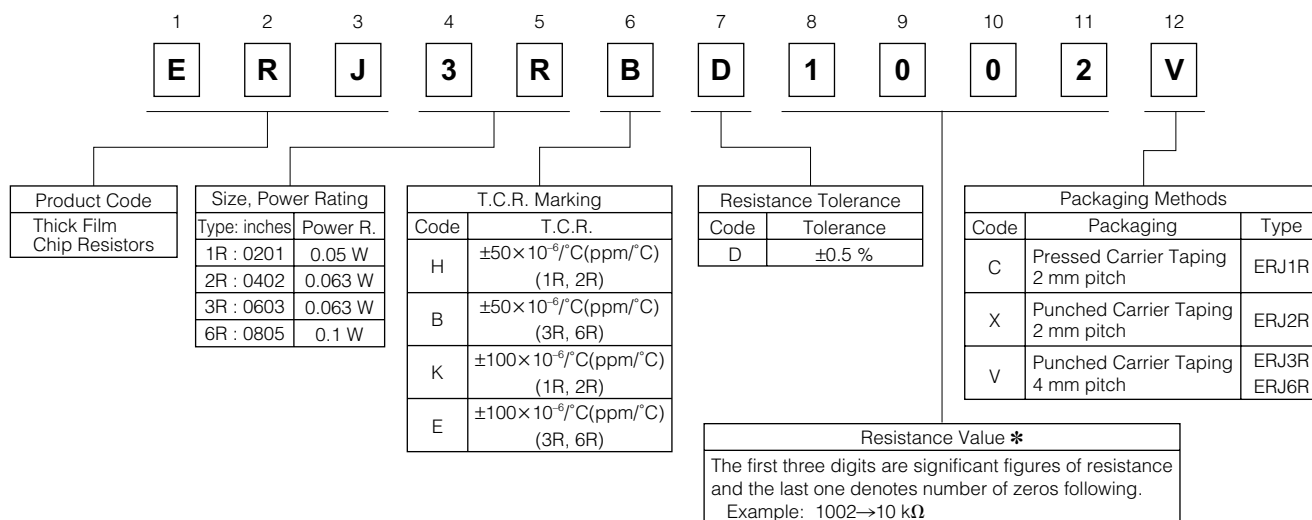 1 2 3 4 5 6 7 8 9 10 11 12
E R J 3 R B D 1 0 0 2 V
Product Code
Thick Film
Chip Resistors
Size, Power Rating
Type: inches Power R.
1R : 0201 0.05 W
2R : 0402 0.063 W
3R : 0603 0.063 W
6R : 0805 0.1 W
T.C.R. Marking
Code T.C.R.
H ±50×10⁻⁶/°C(ppm/°C)
(1R, 2R)
B ±50×10⁻⁶/°C(ppm/°C)
(3R, 6R)
K ±100×10⁻⁶/°C(ppm/°C)
(1R, 2R)
E ±100×10⁻⁶/°C(ppm/°C)
(3R, 6R)
Resistance Tolerance
Code Tolerance
D ±0.5 %
Packaging Methods
Code Packaging Type
C Pressed Carrier Taping
2 mm pitch ERJ1R
X Punched Carrier Taping
2 mm pitch ERJ2R
V Punched Carrier Taping ERJ3R
4 mm pitch ERJ6R
Resistance Value ✱
The first three digits are significant figures of resistance
and the last one denotes number of zeros following.
Example: 1002→10 kΩ